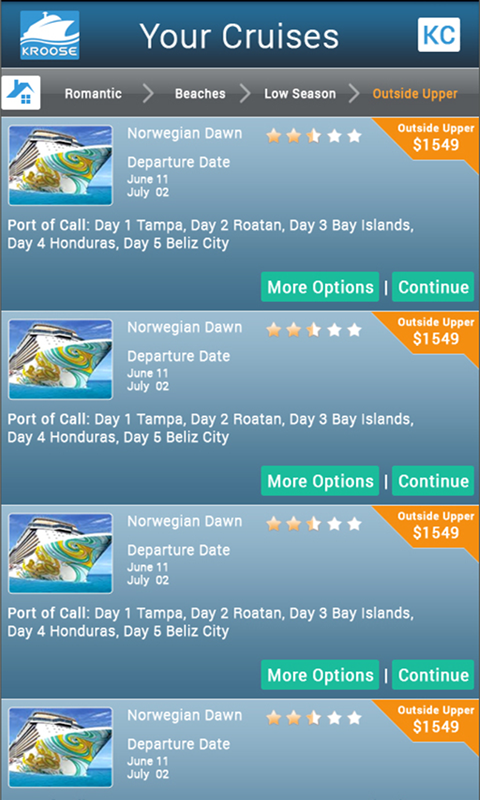 KROOSE
Your Cruises
KC
Romantic
Beaches
Low Season
Outside Upper
Norwegian Dawn
Outside Upper
$1549
Departure Date
June 11
July 02
Port of Call: Day 1 Tampa, Day 2 Roatan, Day 3 Bay Islands,
Day 4 Honduras, Day 5 Beliz City
More Options | Continue
Norwegian Dawn
Outside Upper
$1549
Departure Date
June 11
July 02
Port of Call: Day 1 Tampa, Day 2 Roatan, Day 3 Bay Islands,
Day 4 Honduras, Day 5 Beliz City
More Options | Continue
Norwegian Dawn
Outside Upper
$1549
Departure Date
June 11
July 02
Port of Call: Day 1 Tampa, Day 2 Roatan, Day 3 Bay Islands,
Day 4 Honduras, Day 5 Beliz City
More Options | Continue
Norwegian Dawn
Outside Upper
$1549
Departure Date
June 11
July 02